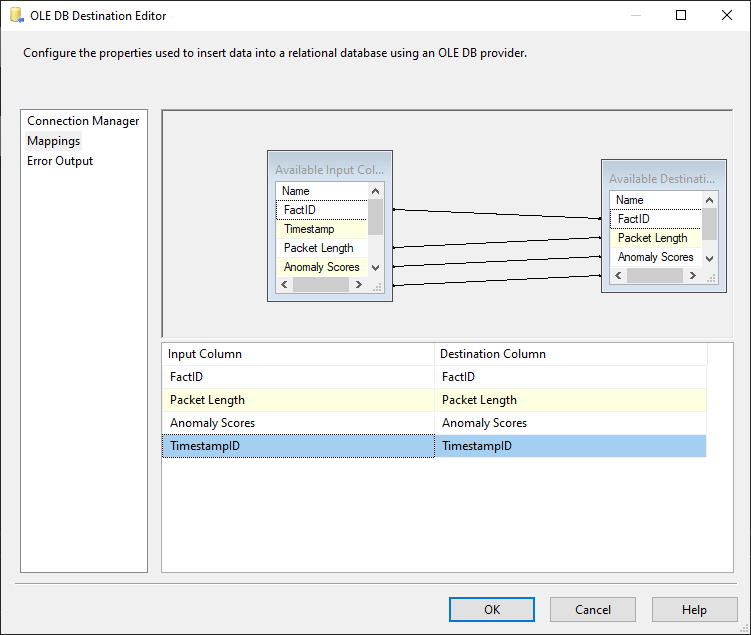 OLE DB Destination Editor
Configure the properties used to insert data into a relational database using an OLE DB provider.
Connection Manager
Mappings
Error Output
Available Input Col...
Name
FactID
Timestamp
Packet Length
Anomaly Scores
Available Destinati...
Name
FactID
Packet Length
Anomaly Scores
Input Column Destination Column
FactID FactID
Packet Length Packet Length
Anomaly Scores Anomaly Scores
TimestampID TimestampID
OK Cancel Help